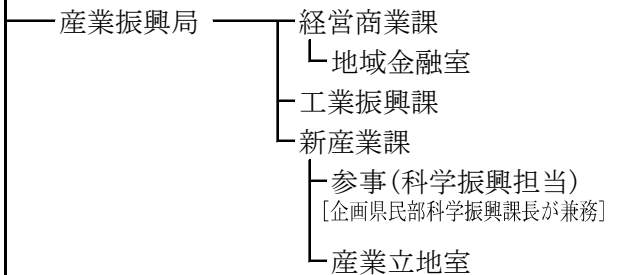 産業振興局 経営商業課
地域金融室
工業振興課
新産業課
参事(科学振興担当)
[企画県民部科学振興課長が兼務]
産業立地室